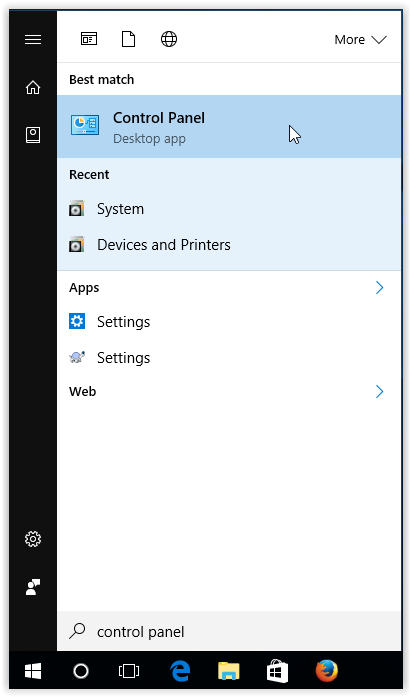 More
Best match
Control Panel
Desktop app
Recent
System
Devices and Printers
Apps
Settings
Settings
Web
control panel